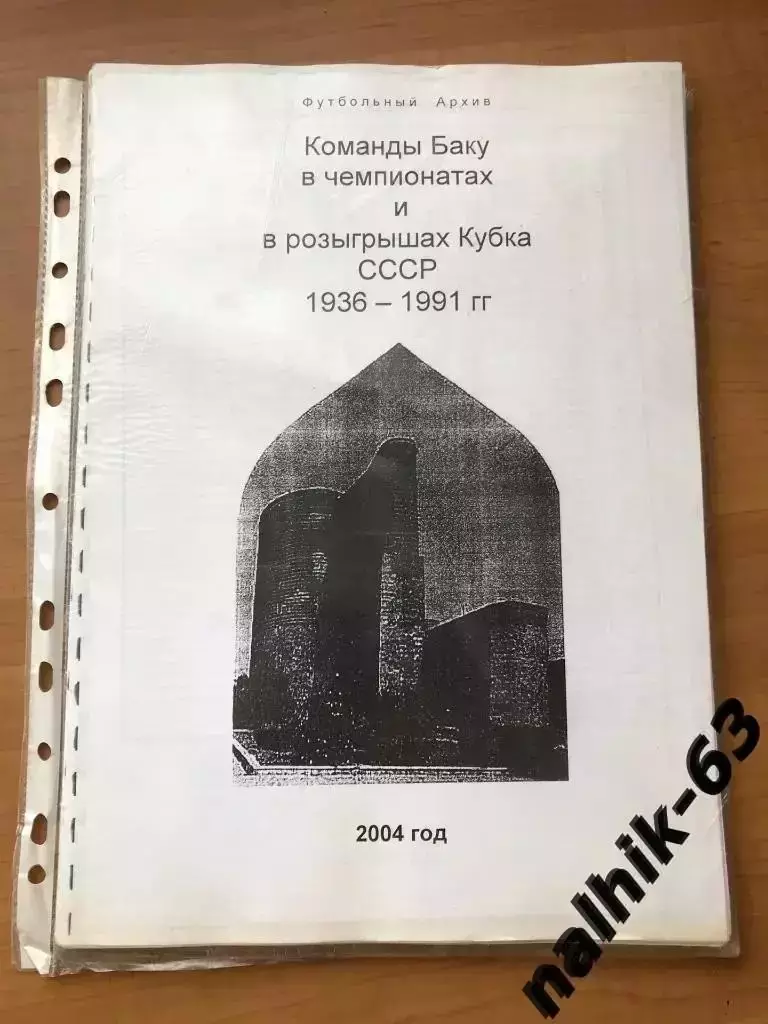 Футбольный Архив
Команды Баку
в чемпионатах
и
в розыгрышах Кубка
СССР
1936 – 1991 гг
2004 год
nalhik-63